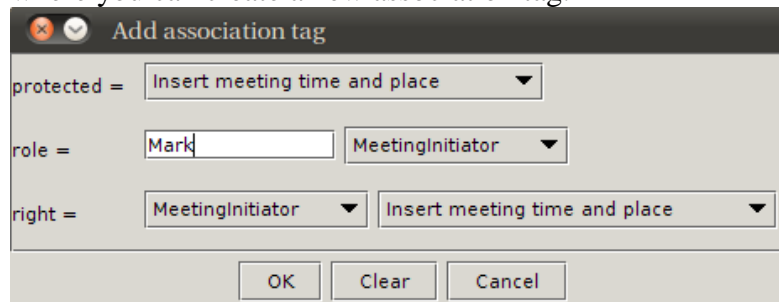 Add association tag
protected = Insert meeting time and place
role = Mark MeetingInitiator
right = MeetingInitiator Insert meeting time and place
OK Clear Cancel